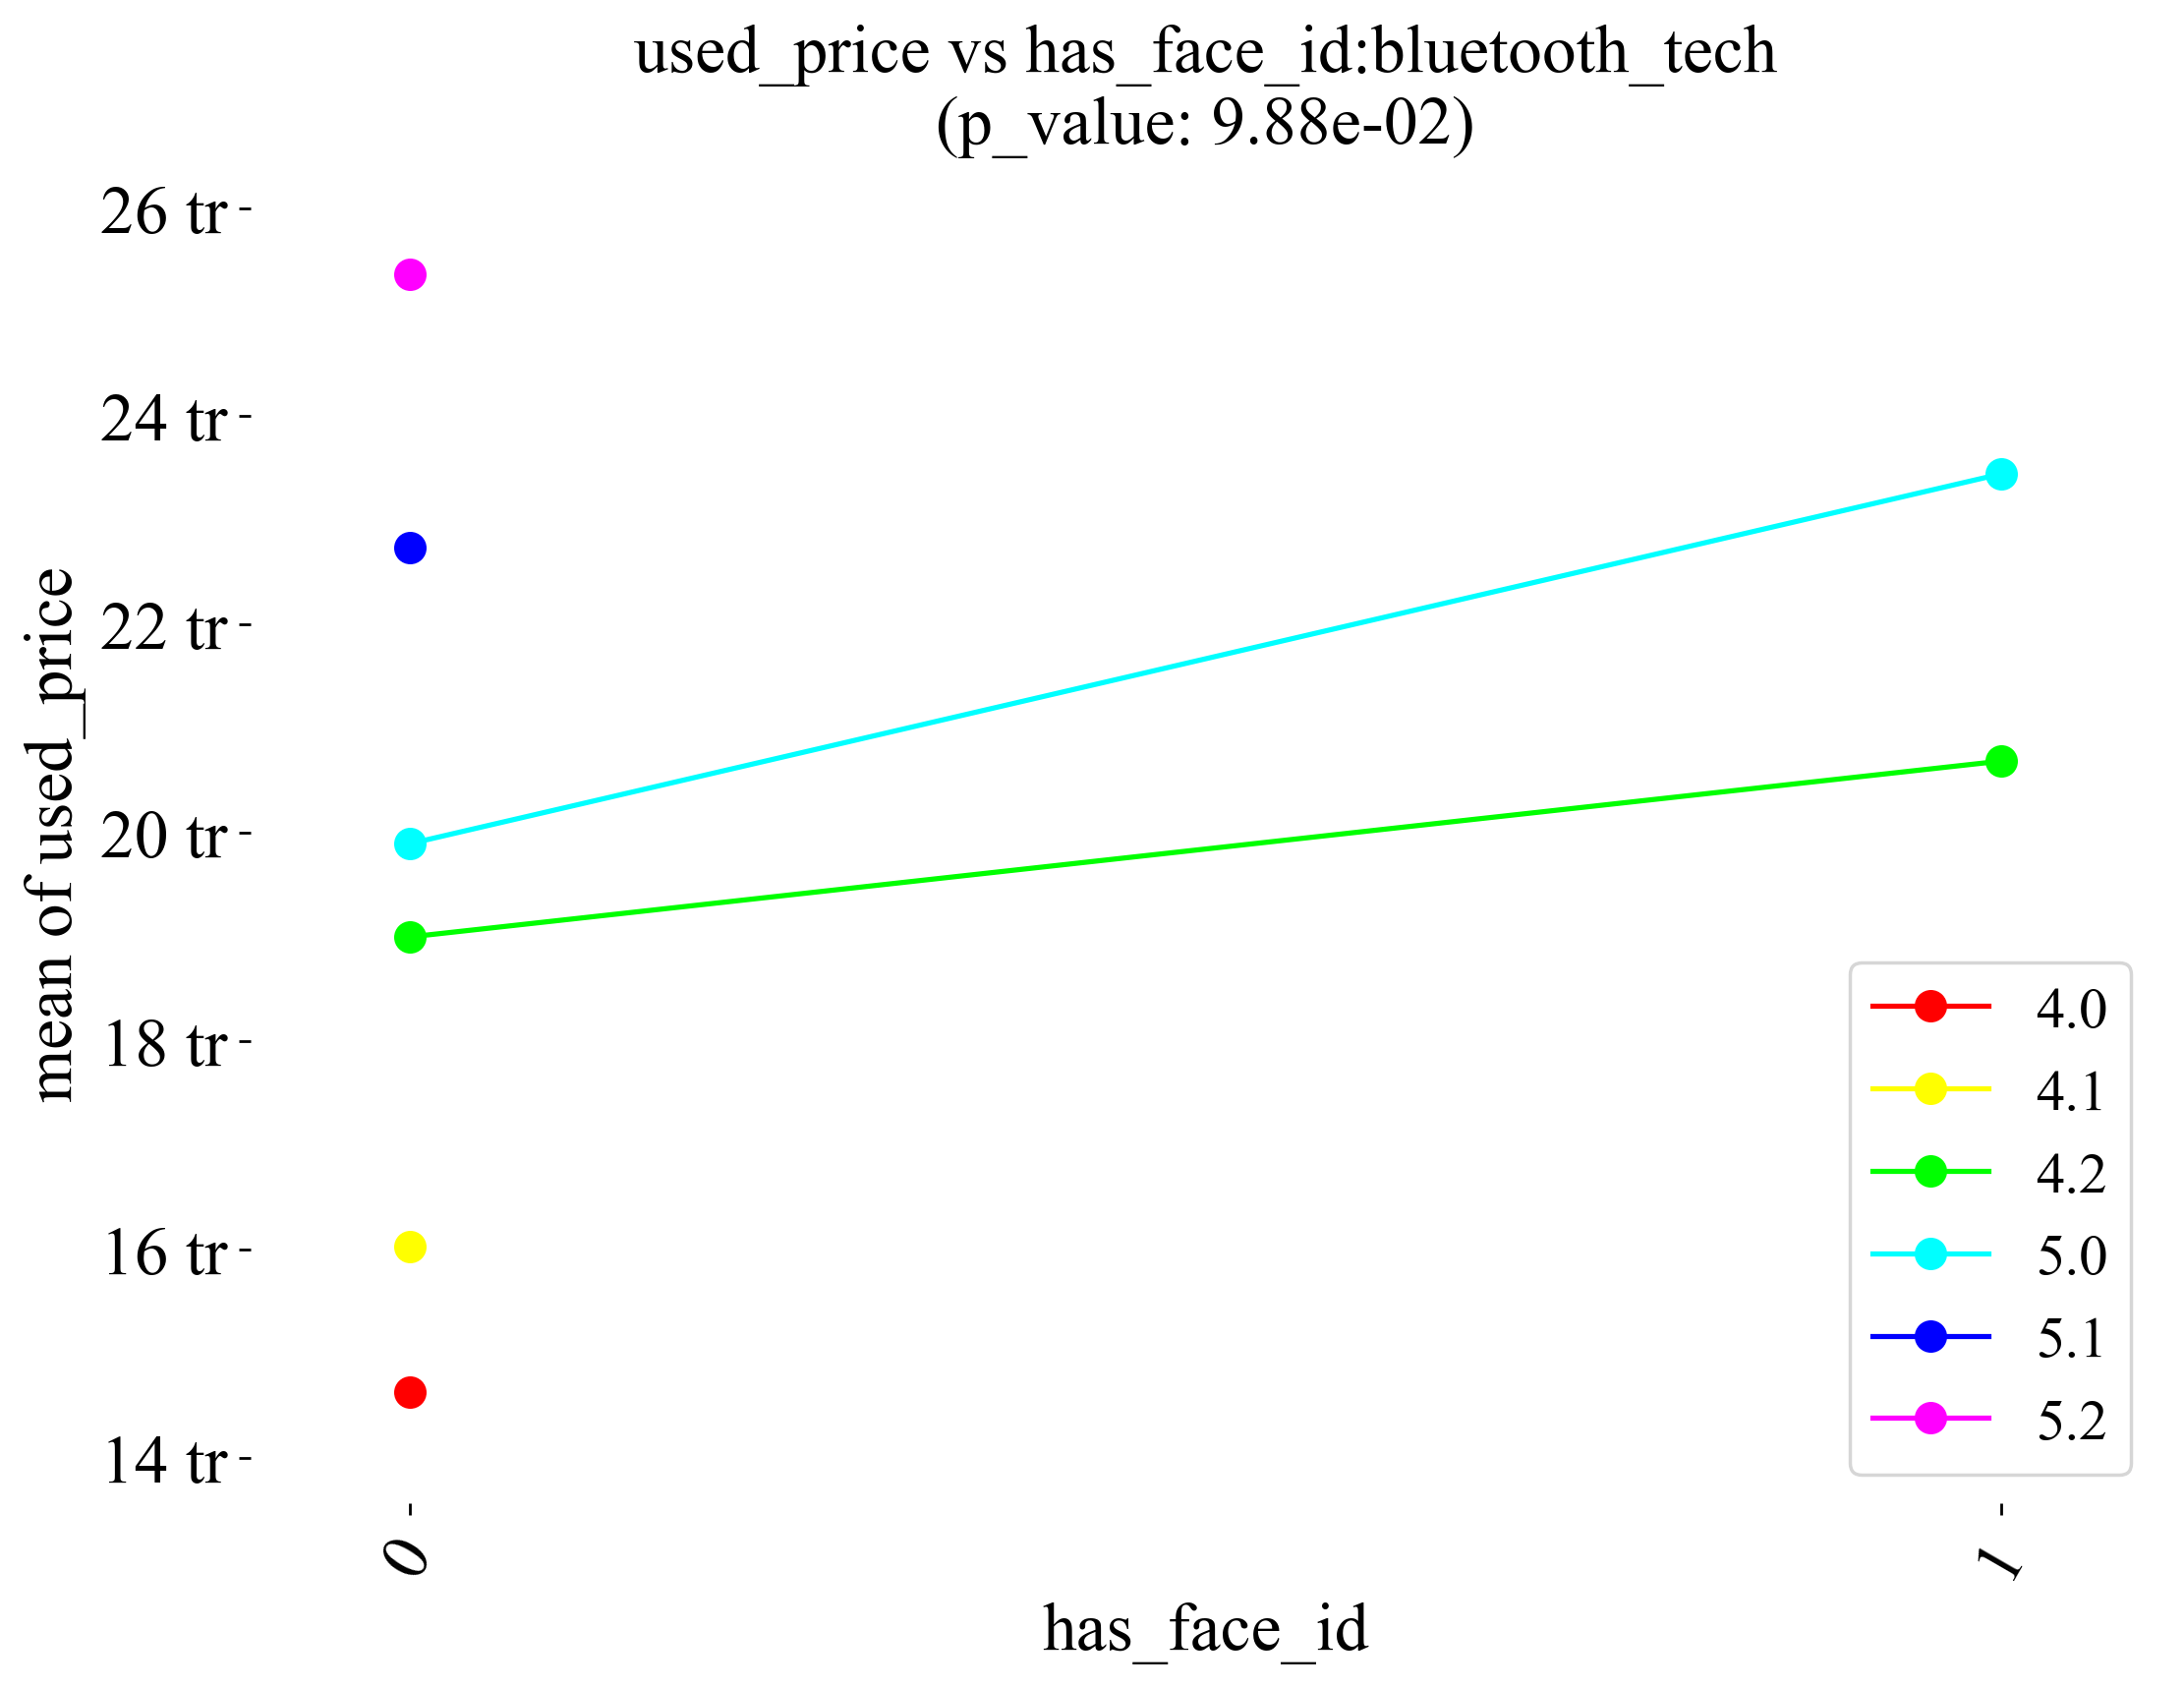 used_price vs has_face_id:bluetooth_tech
(p_value: 9.88e-02)
mean of used_price
26 tr
24 tr
22 tr
20 tr
18 tr
16 tr
14 tr
4.0
4.1
4.2
5.0
5.1
5.2
0
1
has_face_id